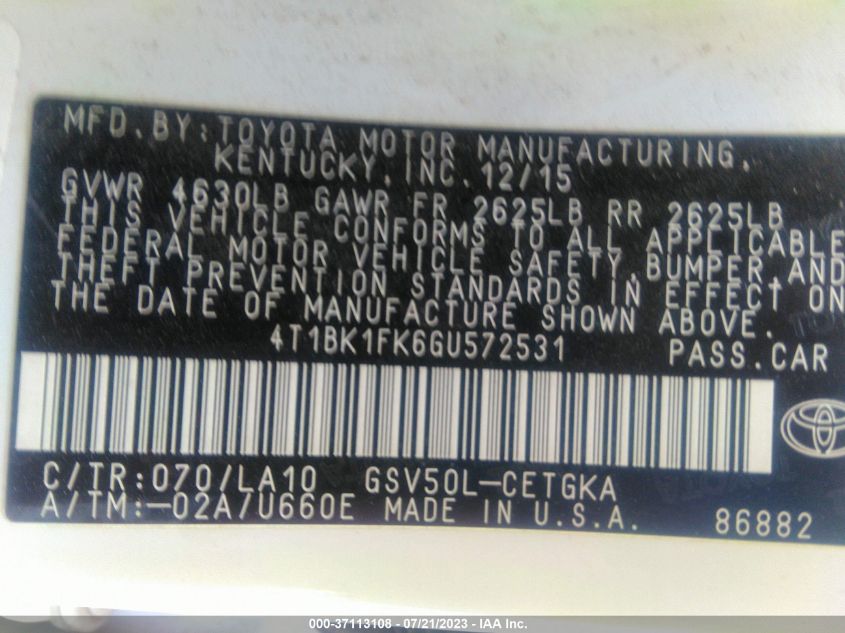 MFD.BY:TOYOTA MOTOR MANUFACTURING,
KENTUCKY,INC.12/15
GVWR 4630LB GAWR FR 2625LB RR 2625LB
THIS VEHICLE CONFORMS TO ALL APPLICABLE
FEDERAL MOTOR VEHICLE SAFETY,BUMPER AND
THEFT PREVENTION STANDARDS IN EFFECT ON
THE DATE OF MANUFACTURE SHOWN ABOVE.
4T1BK1FK6GU572531 PASS.CAR
C/TR:070/LA10 GSV50L-CETGKA
A/TM:-02A/U660E MADE IN U.S.A. 86882
000-37113108 - 07/21/2023 - IAA Inc.